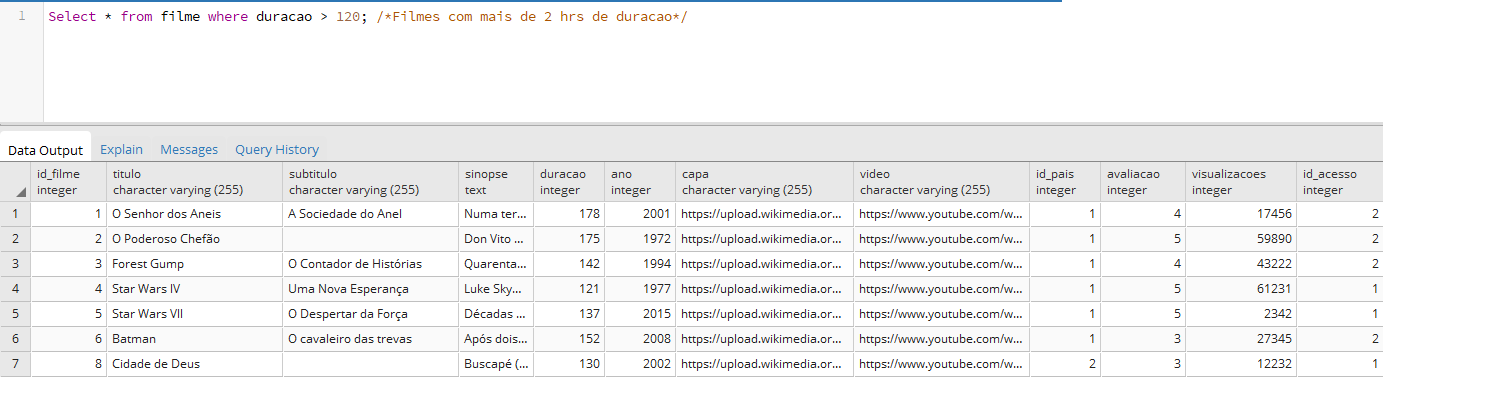 1 Select * from filme where duracao > 120; /*Filmes com mais de 2 hrs de duracao*/
Data Output Explain Messages Query History
id_filme titulo subtitulo sinopse duracao ano capa video id_pais avaliacao visualizacoes id_acesso
integer character varying (255) character varying (255) text integer integer character varying (255) character varying (255) integer integer integer integer
1 1 O Senhor dos Aneis A Sociedade do Anel Numa ter... 178 2001 https://upload.wikimedia.or... https://www.youtube.com/w... 1 4 17456 2
2 2 O Poderoso Chefão Don Vito ... 175 1972 https://upload.wikimedia.or... https://www.youtube.com/w... 1 5 59890 2
3 3 Forest Gump O Contador de Histórias Quarenta... 142 1994 https://upload.wikimedia.or... https://www.youtube.com/w... 1 4 43222 2
4 4 Star Wars IV Uma Nova Esperança Luke Sky... 121 1977 https://upload.wikimedia.or... https://www.youtube.com/w... 1 5 61231 1
5 5 Star Wars VII O Despertar da Força Décadas ... 137 2015 https://upload.wikimedia.or... https://www.youtube.com/w... 1 5 2342 1
6 6 Batman O cavaleiro das trevas Após dois... 152 2008 https://upload.wikimedia.or... https://www.youtube.com/w... 1 3 27345 2
7 8 Cidade de Deus Buscapé (... 130 2002 https://upload.wikimedia.or... https://www.youtube.com/w... 2 3 12232 1